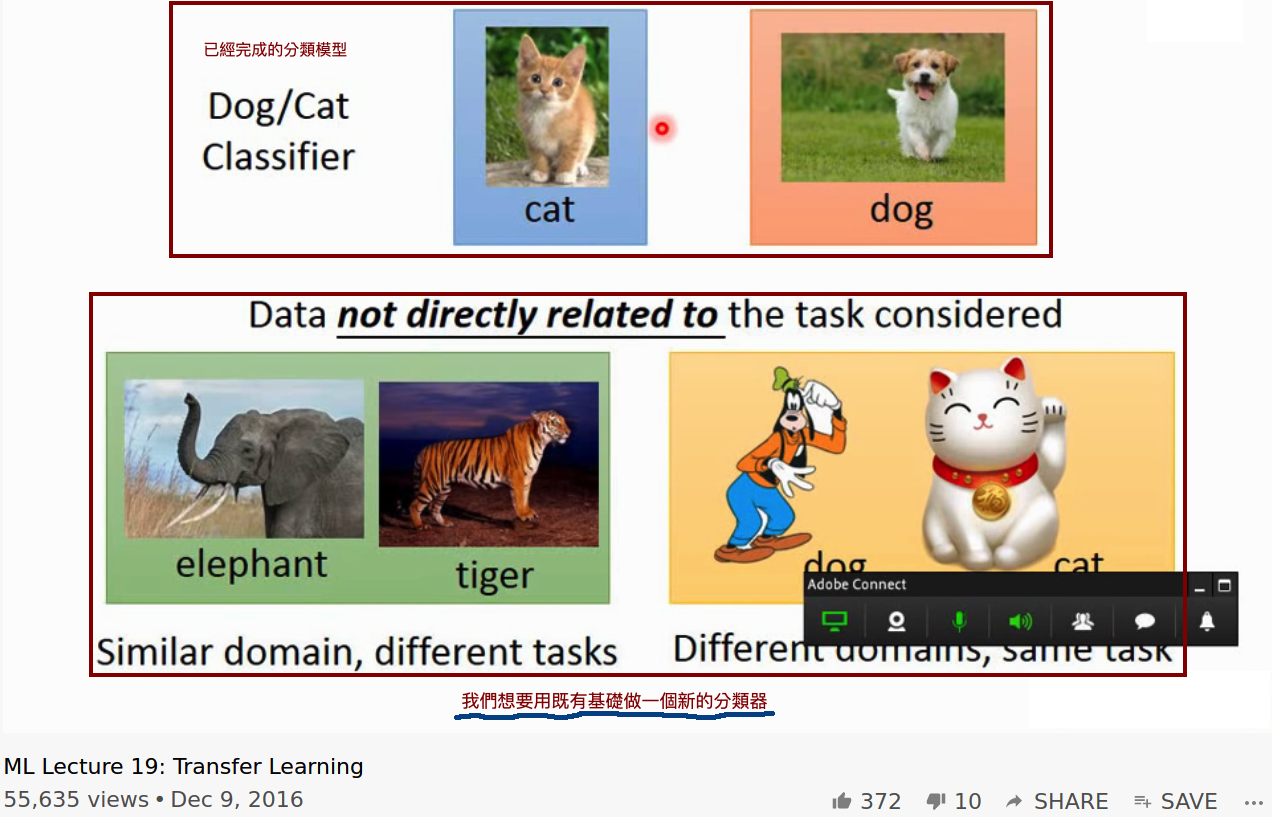 已經完成的分類模型
Dog/Cat
Classifier
cat
dog
Data not directly related to the task considered
elephant
tiger
dog
cat
Adobe Connect
Similar domain, different tasks
Different domains, same task
我們想要用既有基礎做一個新的分類器
ML Lecture 19: Transfer Learning
55,635 views • Dec 9, 2016
372
10
SHARE
SAVE